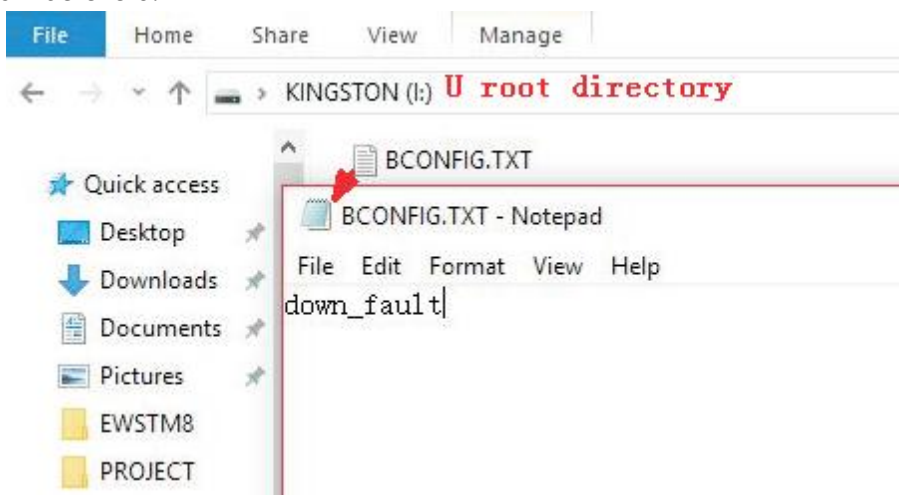 File Home Share View Manage
KINGSTON (I:) U root directory
BCONFIG.TXT
Quick access
BCONFIG.TXT - Notepad
Desktop
File Edit Format View Help
Downloads
down_fault
Documents
Pictures
EWSTM8
PROJECT